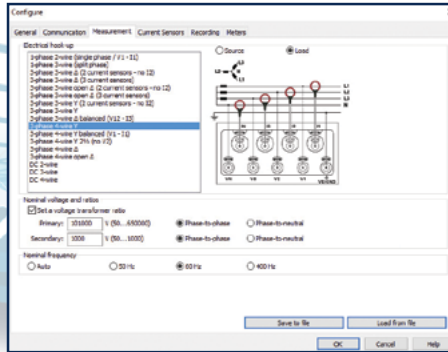 Configure
General Communication Measurement Current Sensors Recording Meters
Electrical hook-up
1-phase 2-wire (single phase / V1 - I1)
1-phase 3-wire (split phase)
3-phase 3-wire Δ (2 current sensors - no I2)
3-phase 3-wire Δ (3 current sensors)
3-phase 3-wire open Δ (2 current sensors - no I2)
3-phase 3-wire open Δ (3 current sensors)
3-phase 3-wire Y (2 current sensors - no I2)
3-phase 3-wire Y
3-phase 3-wire Δ balanced (V12 - I3)
3-phase 4-wire Y
3-phase 4-wire Y balanced (V1 - I1)
3-phase 4-wire Y 2½ (no V2)
3-phase 4-wire Δ
3-phase 4-wire open Δ
DC 2-wire
DC 3-wire
DC 4-wire
Source Load
L1
L2
L3
N
Nominal voltage and ratios
Set a voltage transformer ratio
Primary: 101000 V (50...650000) Phase-to-phase Phase-to-neutral
Secondary: 1000 V (50...1000) Phase-to-phase Phase-to-neutral
Nominal frequency
Auto 50 Hz 60 Hz 400 Hz
Save to file Load from file
OK Cancel Help